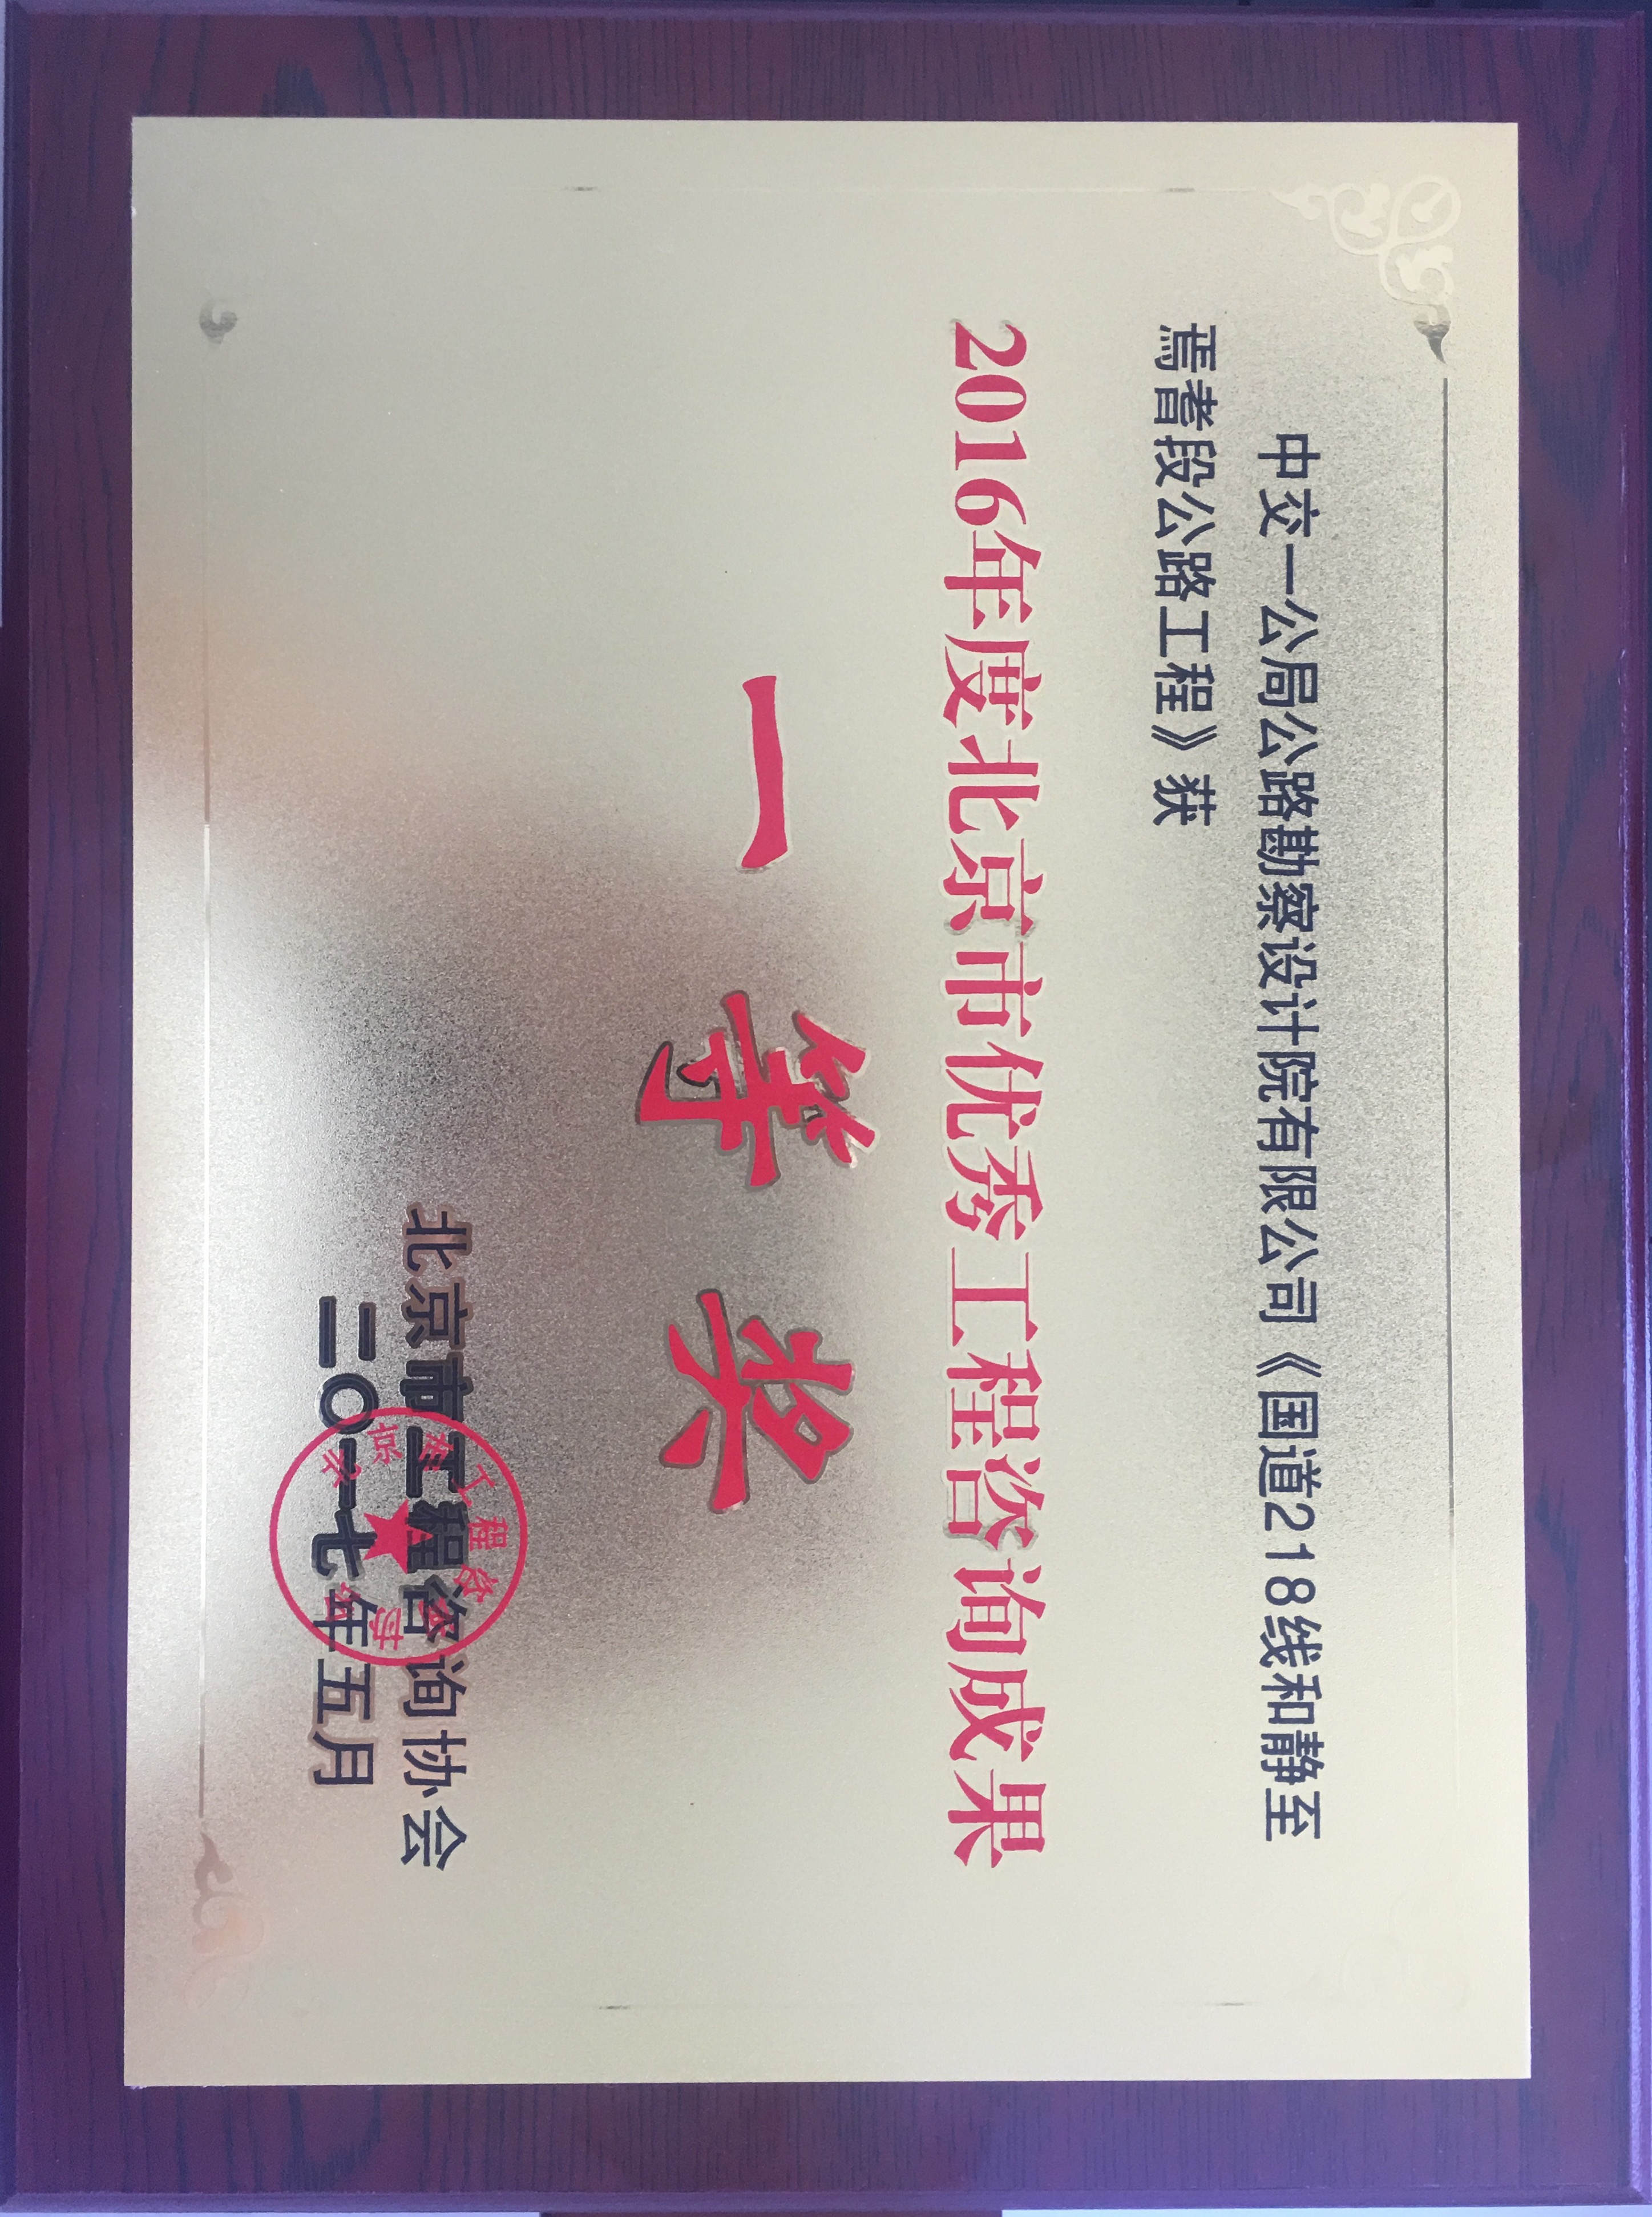 中交一公局公路勘察设计院有限公司《国道218线和静至
焉耆段公路工程》获
2016年度北京市优秀工程咨询成果
一等奖
北京市工程咨询协会
二〇一七年五月